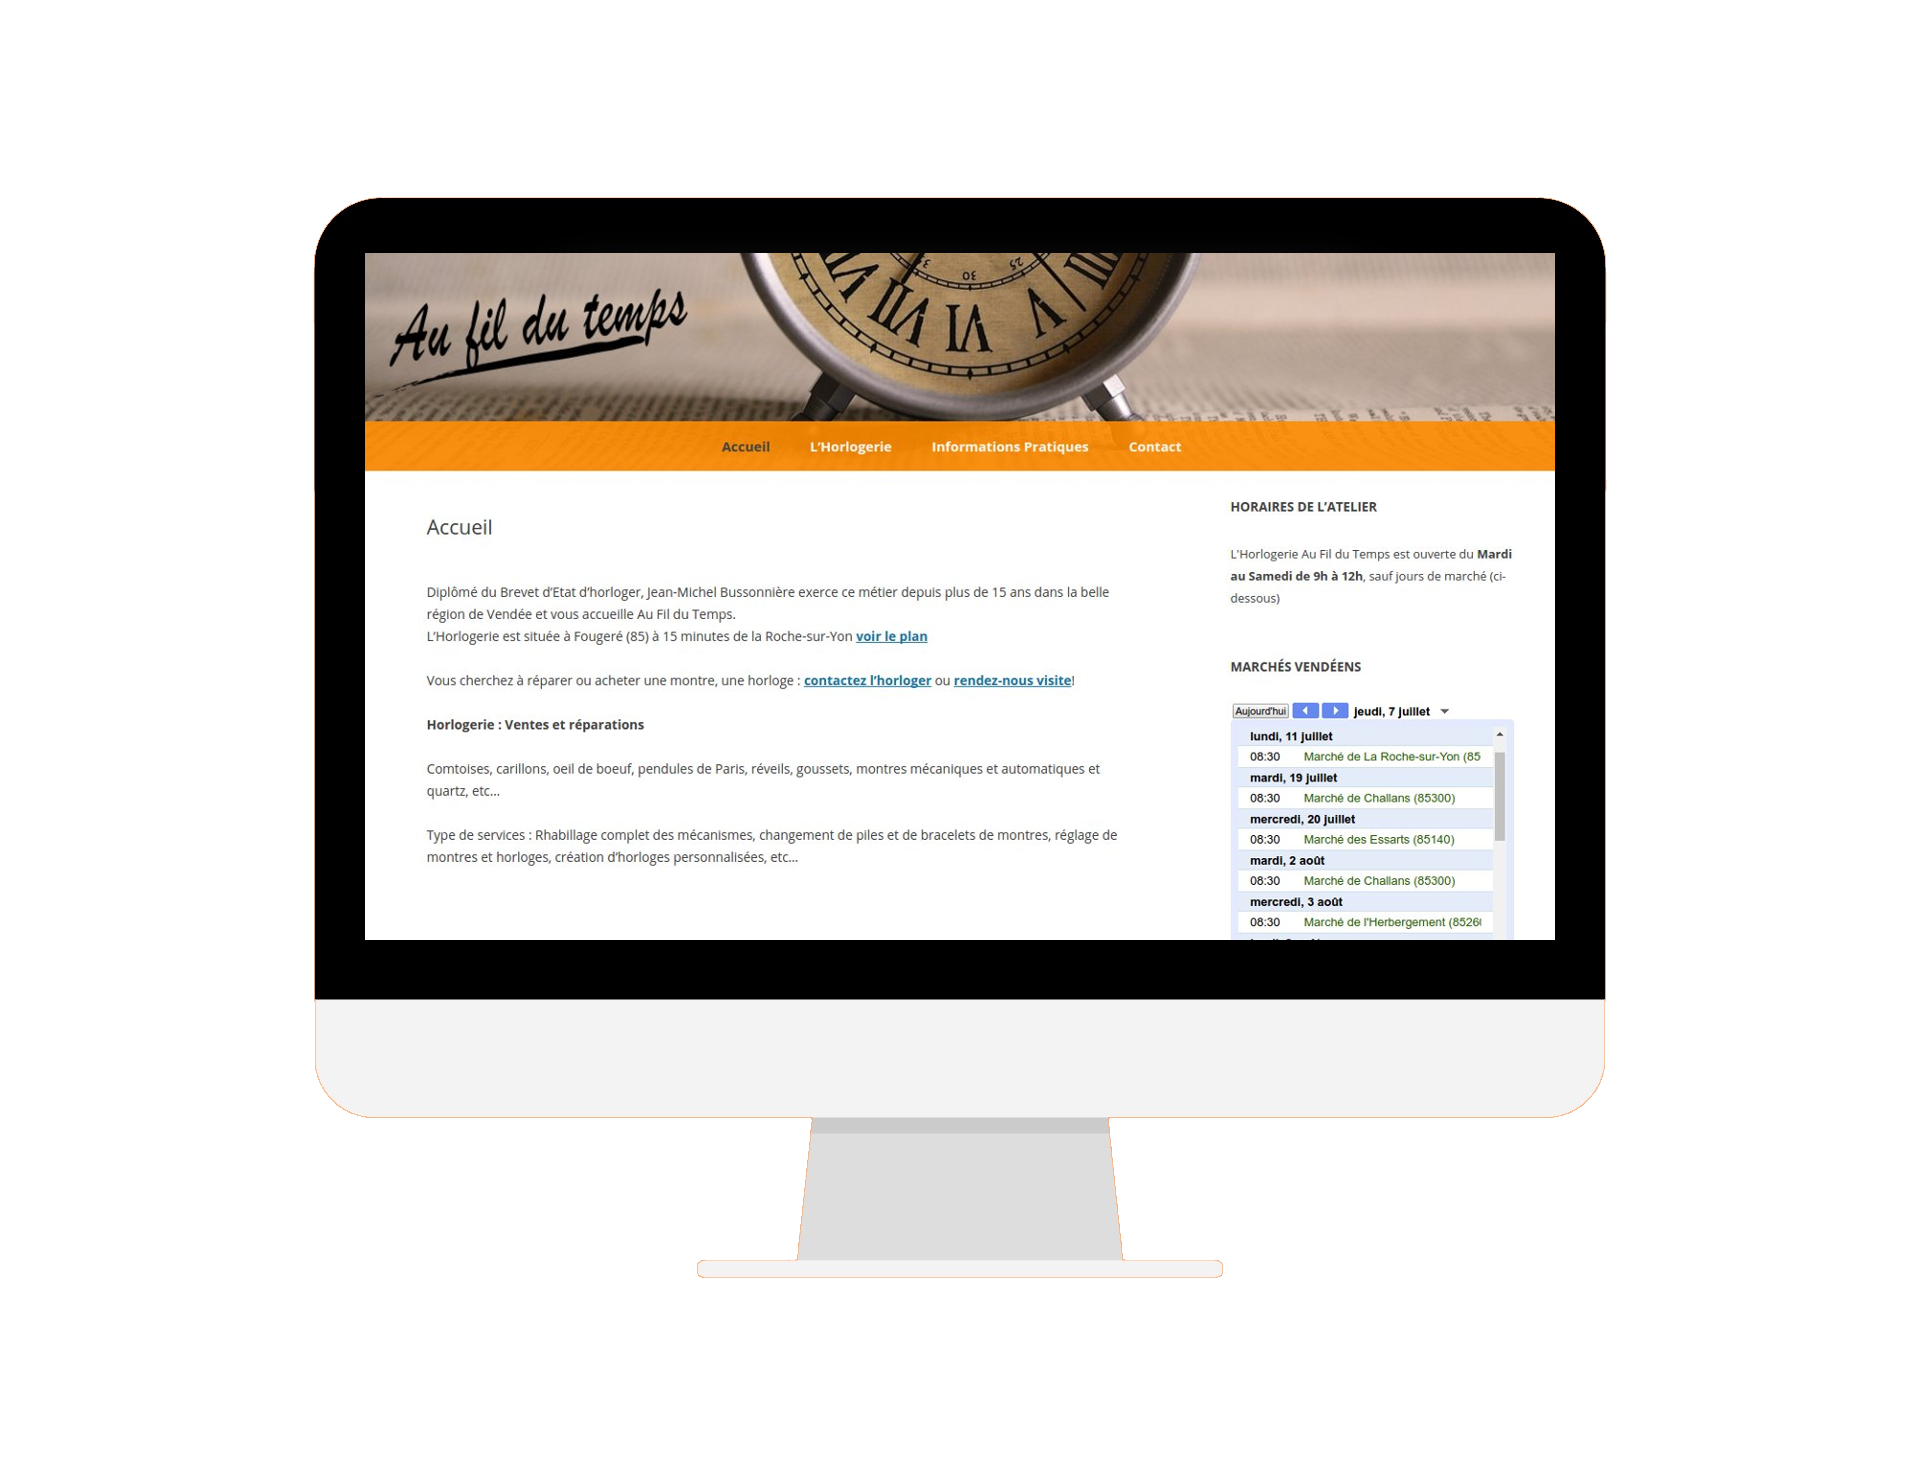 Au fil du temps
VII VI V
30 25
Accueil L'Horlogerie Informations Pratiques Contact
Accueil
Diplômé du Brevet d'Etat d'horloger, Jean-Michel Bussonnière exerce ce métier depuis plus de 15 ans dans la belle
région de Vendée et vous accueille Au Fil du Temps.
L'Horlogerie est située à Fougeré (85) à 15 minutes de la Roche-sur-Yon voir le plan
Vous cherchez à réparer ou acheter une montre, une horloge : contactez l'horloger ou rendez-nous visite!
Horlogerie : Ventes et réparations
Comtoises, carillons, oeil de boeuf, pendules de Paris, réveils, goussets, montres mécaniques et automatiques et
quartz, etc...
Type de services : Rhabillage complet des mécanismes, changement de piles et de bracelets de montres, réglage de
montres et horloges, création d'horloges personnalisées, etc...
HORAIRES DE L'ATELIER
L'Horlogerie Au Fil du Temps est ouverte du Mardi
au Samedi de 9h à 12h, sauf jours de marché (ci-
dessous)
MARCHÉS VENDÉENS
Aujourd'hui jeudi, 7 juillet
lundi, 11 juillet
08:30 Marché de La Roche-sur-Yon (85
mardi, 19 juillet
08:30 Marché de Challans (85300)
mercredi, 20 juillet
08:30 Marché des Essarts (85140)
mardi, 2 août
08:30 Marché de Challans (85300)
mercredi, 3 août
08:30 Marché de l'Herbergement (8526